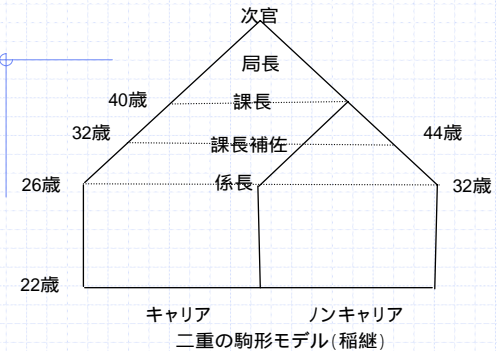 次官
局長
40歳 課長
32歳 課長補佐 44歳
26歳 係長 32歳
22歳
キャリア ノンキャリア
二重の駒形モデル(稲継)